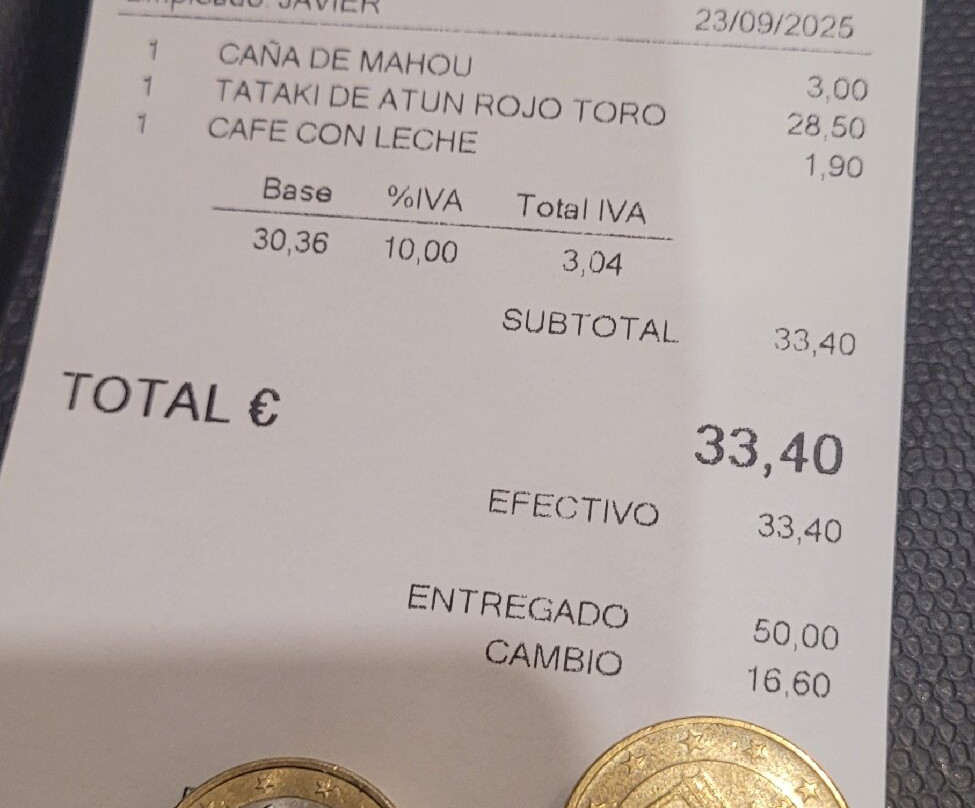 Empleado: JAVIER
23/09/2025
1 CAÑA DE MAHOU 3,00
1 TATAKI DE ATUN ROJO TORO 28,50
1 CAFE CON LECHE 1,90
Base %IVA Total IVA
30,36 10,00 3,04
SUBTOTAL 33,40
TOTAL € 33,40
EFECTIVO 33,40
ENTREGADO 50,00
CAMBIO 16,60